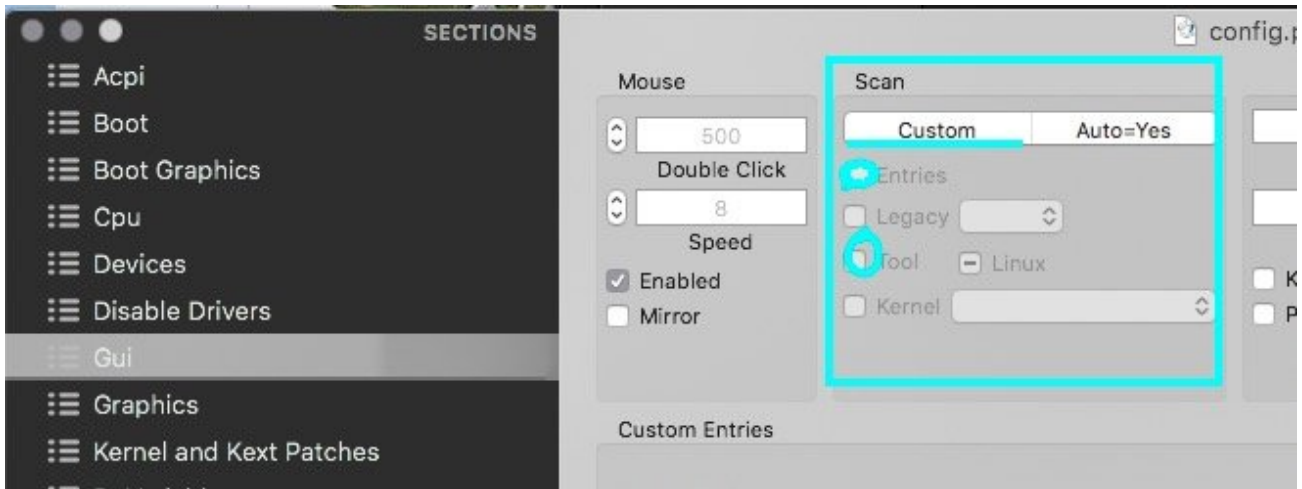 SECTIONS
config.p
Acpi
Boot
Boot Graphics
Cpu
Devices
Disable Drivers
Gui
Graphics
Kernel and Kext Patches
Mouse
500
Double Click
8
Speed
Enabled
Mirror
Scan
Custom Auto=Yes
Entries
Legacy
Tool Linux
Kernel
K
P
Custom Entries